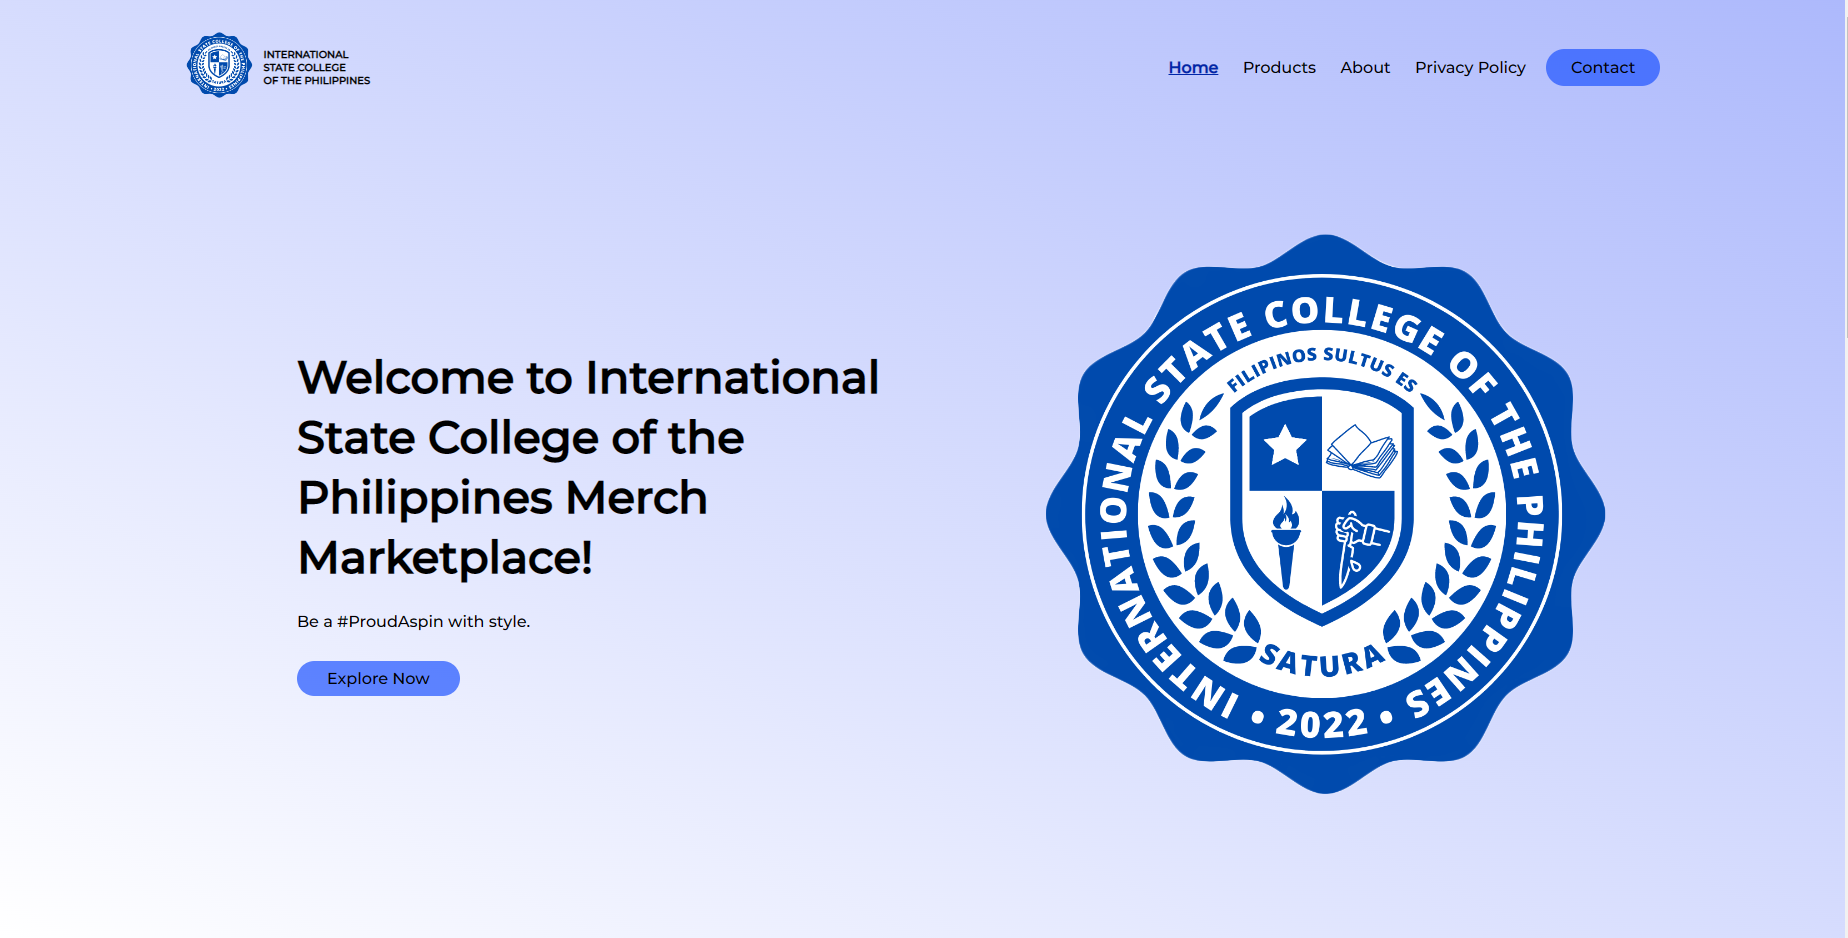 INTERNATIONAL
STATE COLLEGE
OF THE PHILIPPINES
Home Products About Privacy Policy Contact
Welcome to International
State College of the
Philippines Merch
Marketplace!
Be a #ProudAspin with style.
Explore Now
INTERNATIONAL STATE COLLEGE OF THE PHILIPPINES
FILIPINOS SULTUS ES
SATURA
• 2022 •